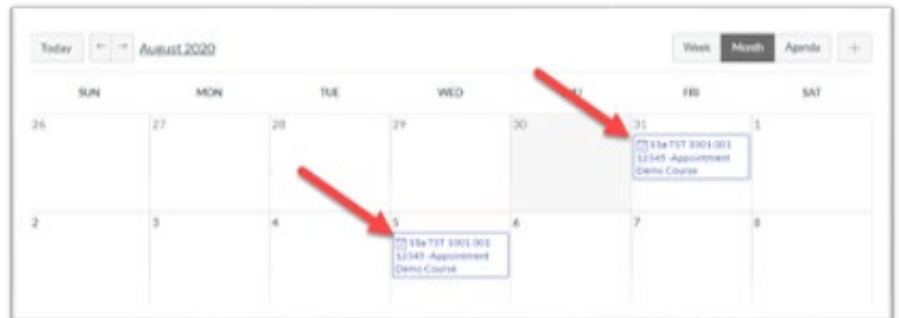 Today ← → August 2020 Week Month Agenda +
SUN MON TUE WED FRI SAT
26 27 28 29 30 31 1
11a TST 1001 001
12345 -Appointment
Demo Course
2 3 4 5 6 7 8
11a TST 1001 001
12345 -Appointment
Demo Course